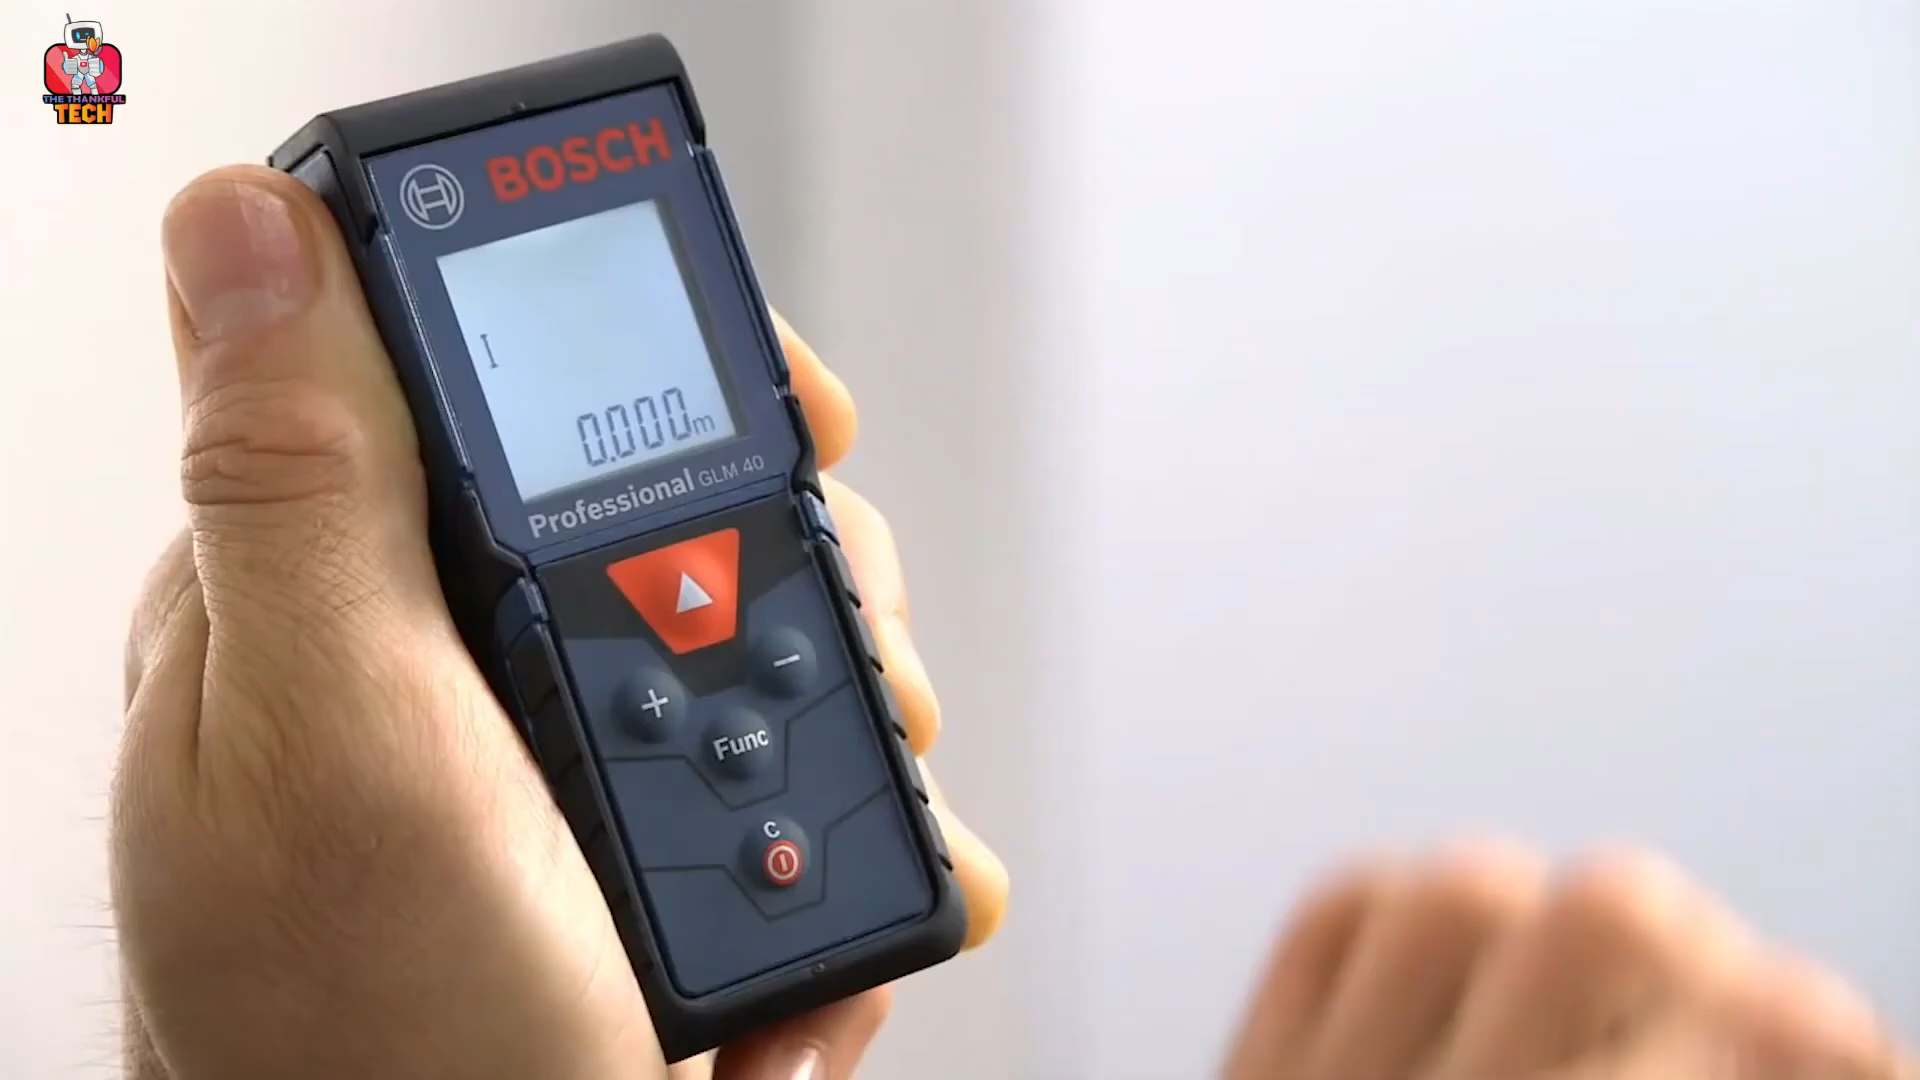 THE THANKFUL
TECH
BOSCH
0.000m
Professional GLM 40
+
−
Func
C